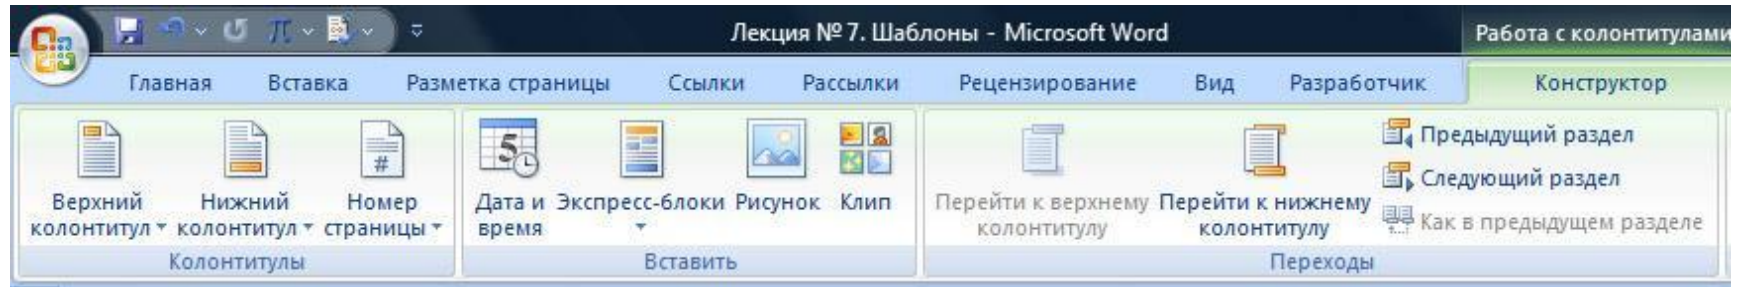 Лекция № 7. Шаблоны - Microsoft Word
Работа с колонтитулами
Главная Вставка Разметка страницы Ссылки Рассылки Рецензирование Вид Разработчик Конструктор
Верхний колонтитул
Нижний колонтитул
Номер страницы
#
Колонтитулы
5
Дата и время
Экспресс-блоки
Рисунок
Клип
Вставить
Перейти к верхнему колонтитулу
Перейти к нижнему колонтитулу
Предыдущий раздел
Следующий раздел
Как в предыдущем разделе
Переходы